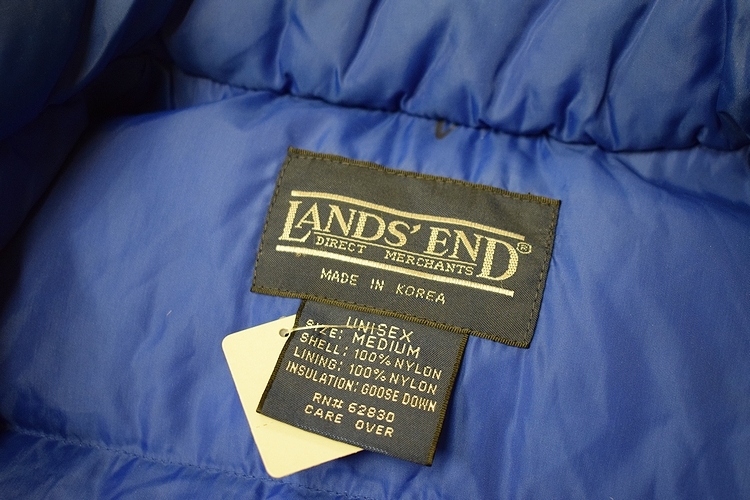 LANDS' END®
DIRECT MERCHANTS
MADE IN KOREA
UNISEX
SIZE: MEDIUM
SHELL: 100% NYLON
LINING: 100% NYLON
INSULATION: GOOSE DOWN
RN# 62830
CARE OVER